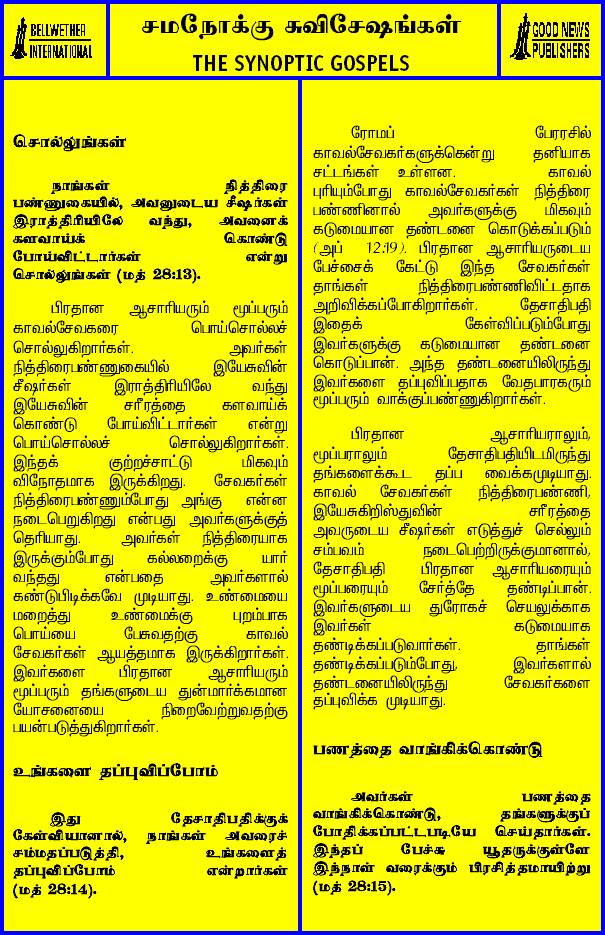 BELLWETHER
INTERNATIONAL
சமநோக்கு சுவிசேஷங்கள்
THE SYNOPTIC GOSPELS
GOOD NEWS
PUBLISHERS
சொல்லுங்கள்
நாங்கள் நித்திரை
பண்ணுகையில், அவனுடைய சீஷர்கள்
இராத்திரியிலே வந்து, அவனைக்
களவாய்க் கொண்டு
போய்விட்டார்கள் என்று
சொல்லுங்கள் (மத் 28:13).
பிரதான ஆசாரியரும் மூப்பரும்
காவல்சேவகரை பொய்சொல்லச்
சொல்லுகிறார்கள். அவர்கள்
நித்திரைபண்ணுகையில் இயேசுவின்
சீஷர்கள் இராத்திரியிலே வந்து
இயேசுவின் சரீரத்தை களவாய்க்
கொண்டு போய்விட்டார்கள் என்று
பொய்சொல்லச் சொல்லுகிறார்கள்.
இந்தக் குற்றச்சாட்டு மிகவும்
விநோதமாக இருக்கிறது. சேவகர்கள்
நித்திரைபண்ணும்போது அங்கு என்ன
நடைபெறுகிறது என்பது அவர்களுக்குத்
தெரியாது. அவர்கள் நித்திரையாக
இருக்கும்போது கல்லறைக்கு யார்
வந்தது என்பதை அவர்களால்
கண்டுபிடிக்கவே முடியாது. உண்மையை
மறைத்து உண்மைக்கு புறம்பாக
பொய்யை பேசுவதற்கு காவல்
சேவகர்கள் ஆயத்தமாக இருக்கிறார்கள்.
இவர்களை பிரதான ஆசாரியரும்
மூப்பரும் தங்களுடைய துன்மார்க்கமான
யோசனையை நிறைவேற்றுவதற்கு
பயன்படுத்துகிறார்கள்.
உங்களை தப்புவிப்போம்
இது தேசாதிபதிக்குக்
கேள்வியானால், நாங்கள் அவரைச்
சம்மதப்படுத்தி, உங்களைத்
தப்புவிப்போம் என்றார்கள்
(மத் 28:14).
ரோமப் பேரரசில்
காவல்சேவகர்களுக்கென்று தனியாக
சட்டங்கள் உள்ளன. காவல்
புரியும்போது காவல்சேவகர்கள் நித்திரை
பண்ணினால் அவர்களுக்கு மிகவும்
கடுமையான தண்டனை கொடுக்கப்படும்
(அப் 12:19). பிரதான ஆசாரியருடைய
பேச்சைக் கேட்டு இந்த சேவகர்கள்
தாங்கள் நித்திரைபண்ணிவிட்டதாக
அறிவிக்கப்போகிறார்கள். தேசாதிபதி
இதைக் கேள்விப்படும்போது
இவர்களுக்கு கடுமையான தண்டனை
கொடுப்பான். அந்த தண்டனையிலிருந்து
இவர்களை தப்புவிப்பதாக வேதபாரகரும்
மூப்பரும் வாக்குப்பண்ணுகிறார்கள்.
பிரதான ஆசாரியராலும்,
மூப்பராலும் தேசாதிபதியிடமிருந்து
தங்களைக்கூட தப்ப வைக்கமுடியாது.
காவல் சேவகர்கள் நித்திரைபண்ணி,
இயேசுகிறிஸ்துவின் சரீரத்தை
அவருடைய சீஷர்கள் எடுத்துச் செல்லும்
சம்பவம் நடைபெற்றிருக்குமானால்,
தேசாதிபதி பிரதான ஆசாரியரையும்
மூப்பரையும் சேர்த்தே தண்டிப்பான்.
இவர்களுடைய துரோகச் செயலுக்காக
இவர்கள் கடுமையாக
தண்டிக்கப்படுவார்கள். தாங்கள்
தண்டிக்கப்படும்போது, இவர்களால்
தண்டனையிலிருந்து சேவகர்களை
தப்புவிக்க முடியாது.
பணத்தை வாங்கிக்கொண்டு
அவர்கள் பணத்தை
வாங்கிக்கொண்டு, தங்களுக்குப்
போதிக்கப்பட்டபடியே செய்தார்கள்.
இந்தப் பேச்சு யூதருக்குள்ளே
இந்நாள் வரைக்கும் பிரசித்தமாயிற்று
(மத் 28:15).